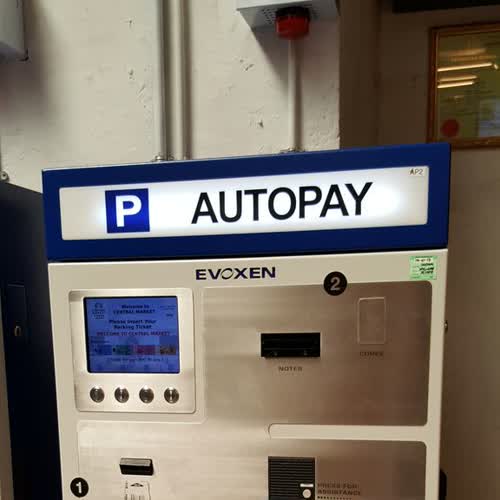 P AUTOPAY
AP2
EVOXEN
2
Welcome to
CENTRAL MARKET
Please Insert Your
Parking Ticket
WELCOME TO CENTRAL MARKET
NOTES
COINS
1
PRESS FOR
ASSISTANCE